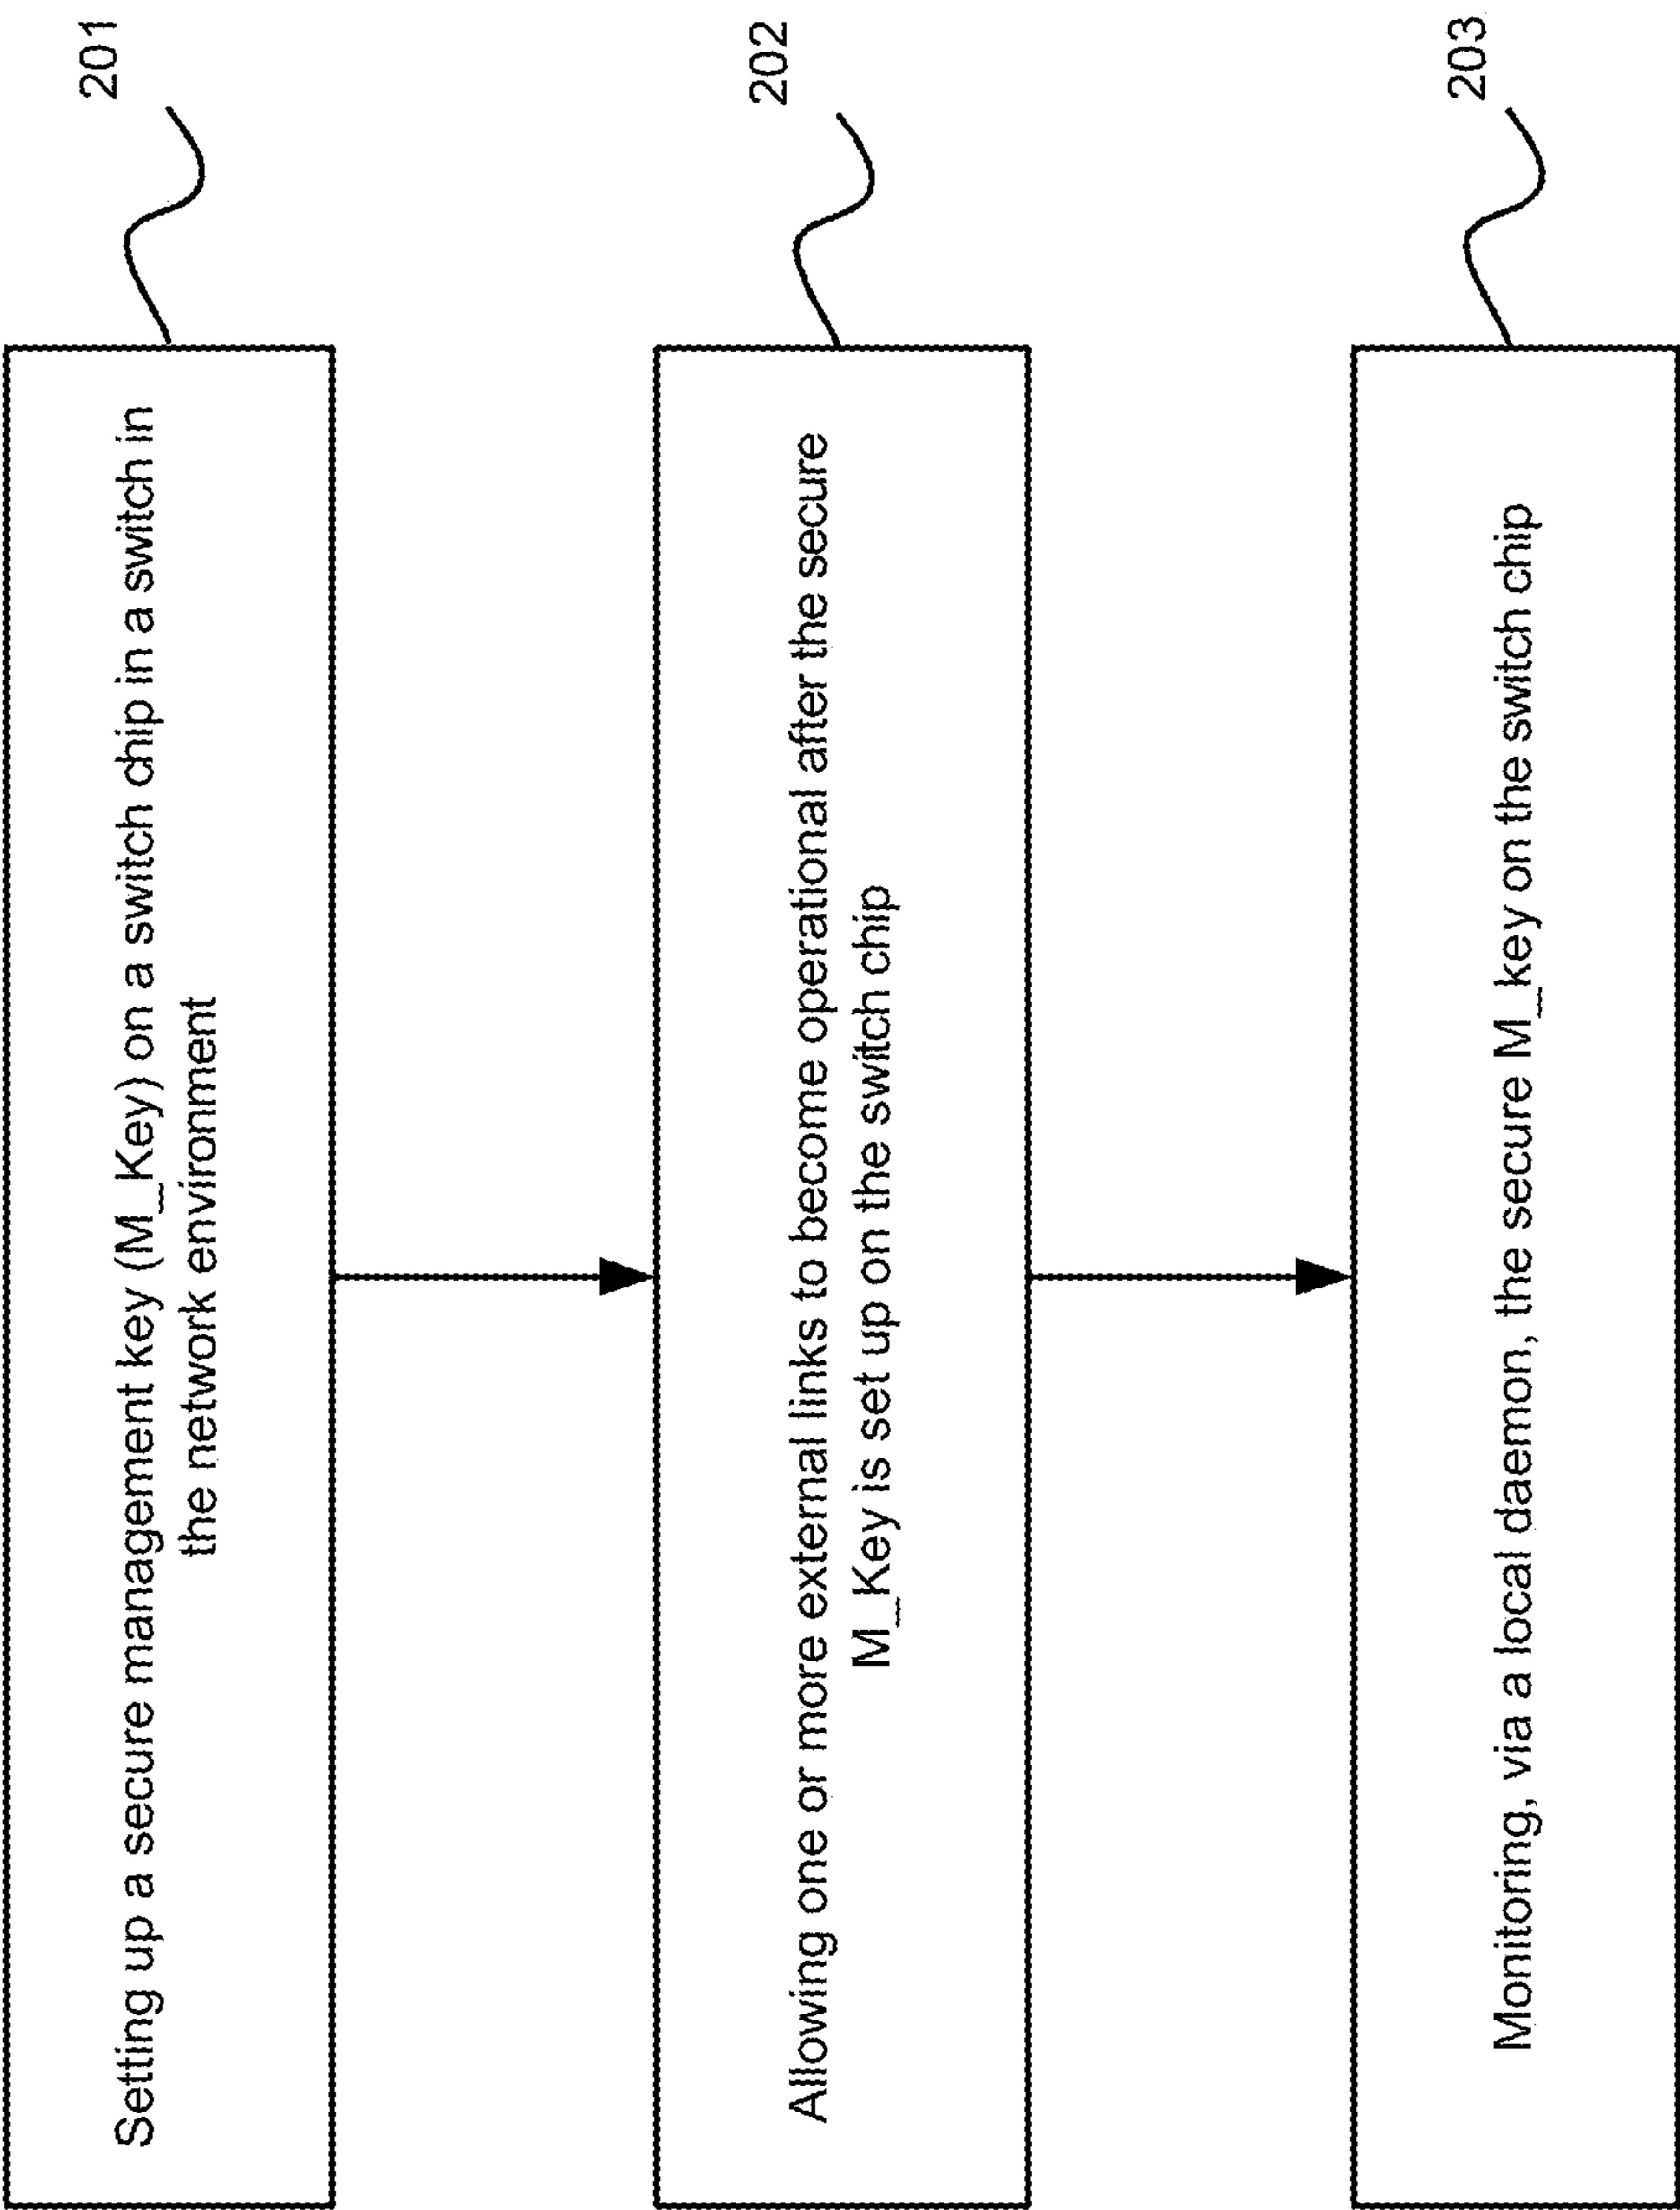 Setting up a secure management key (M_Key) on a switch chip in a switch in
the network environment
201
Allowing one or more external links to become operational after the secure
M_Key is set up on the switch chip
202
Monitoring, via a local daemon, the secure M_key on the switch chip
203